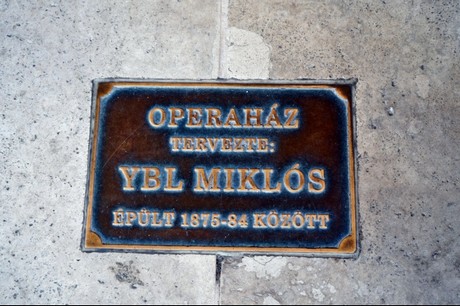 OPERAHÁZ
TERVEZTE:
YBL MIKLÓS
ÉPÜLT 1875-84 KÖZÖTT